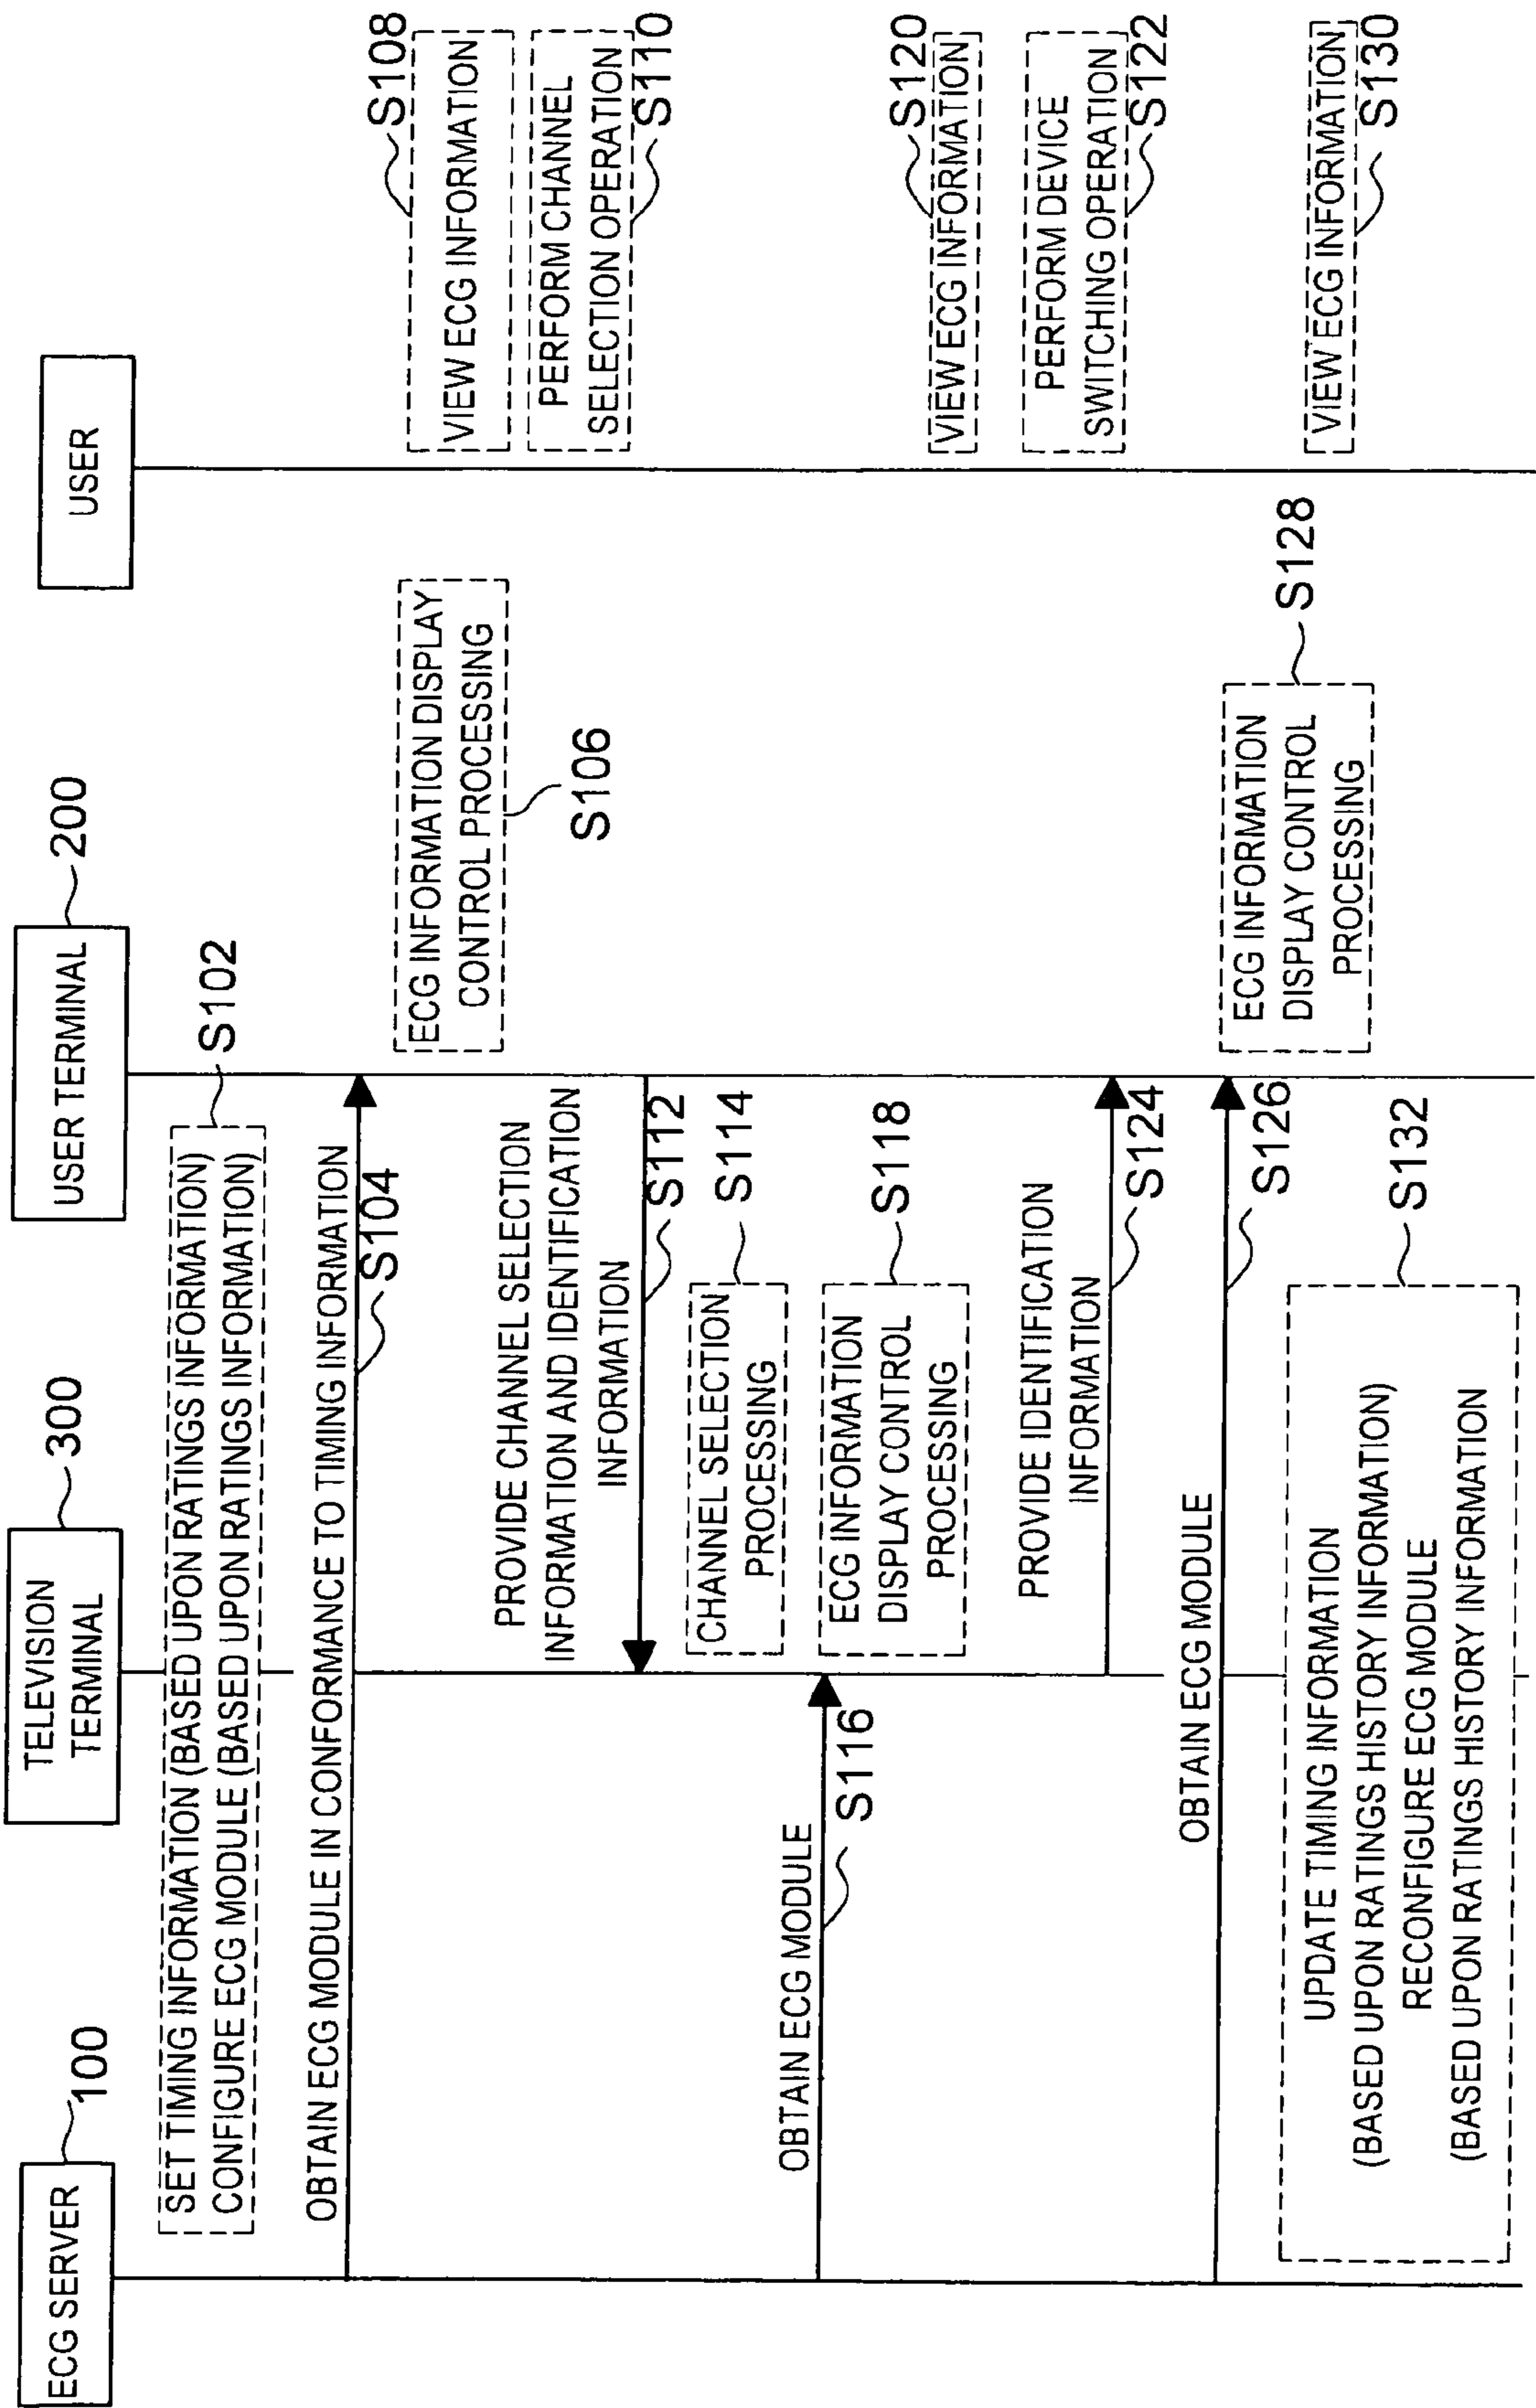 ECG SERVER
100
TELEVISION
TERMINAL
300
USER TERMINAL
200
USER
SET TIMING INFORMATION (BASED UPON RATINGS INFORMATION)
CONFIGURE ECG MODULE (BASED UPON RATINGS INFORMATION)
S102
OBTAIN ECG MODULE IN CONFORMANCE TO TIMING INFORMATION
S104
ECG INFORMATION DISPLAY
CONTROL PROCESSING
S106
VIEW ECG INFORMATION
S108
PERFORM CHANNEL
SELECTION OPERATION
S110
PROVIDE CHANNEL SELECTION
INFORMATION AND IDENTIFICATION
INFORMATION
S112
CHANNEL SELECTION
PROCESSING
S114
OBTAIN ECG MODULE
S116
ECG INFORMATION
DISPLAY CONTROL
PROCESSING
S118
VIEW ECG INFORMATION
S120
PERFORM DEVICE
SWITCHING OPERATION
S122
PROVIDE IDENTIFICATION
INFORMATION
S124
OBTAIN ECG MODULE
S126
ECG INFORMATION
DISPLAY CONTROL
PROCESSING
S128
VIEW ECG INFORMATION
S130
UPDATE TIMING INFORMATION
(BASED UPON RATINGS HISTORY INFORMATION)
RECONFIGURE ECG MODULE
(BASED UPON RATINGS HISTORY INFORMATION
S132